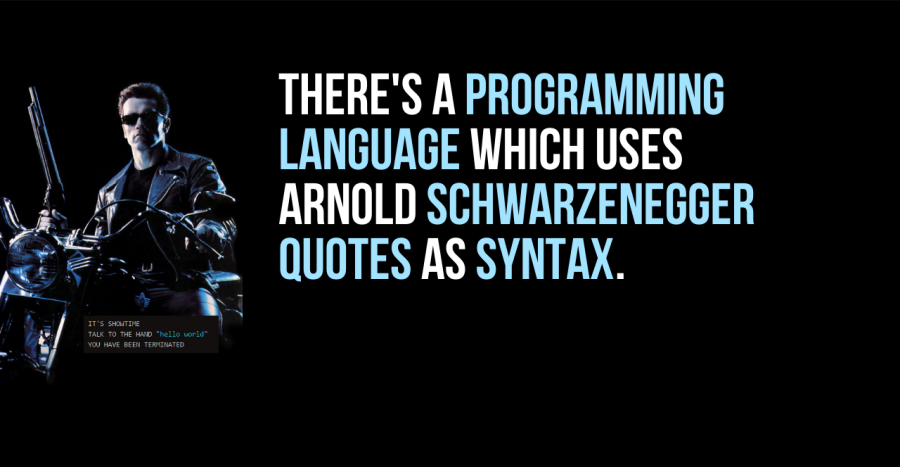 THERE'S A PROGRAMMING
LANGUAGE WHICH USES
ARNOLD SCHWARZENEGGER
QUOTES AS SYNTAX.
IT'S SHOWTIME
TALK TO THE HAND "hello world"
YOU HAVE BEEN TERMINATED